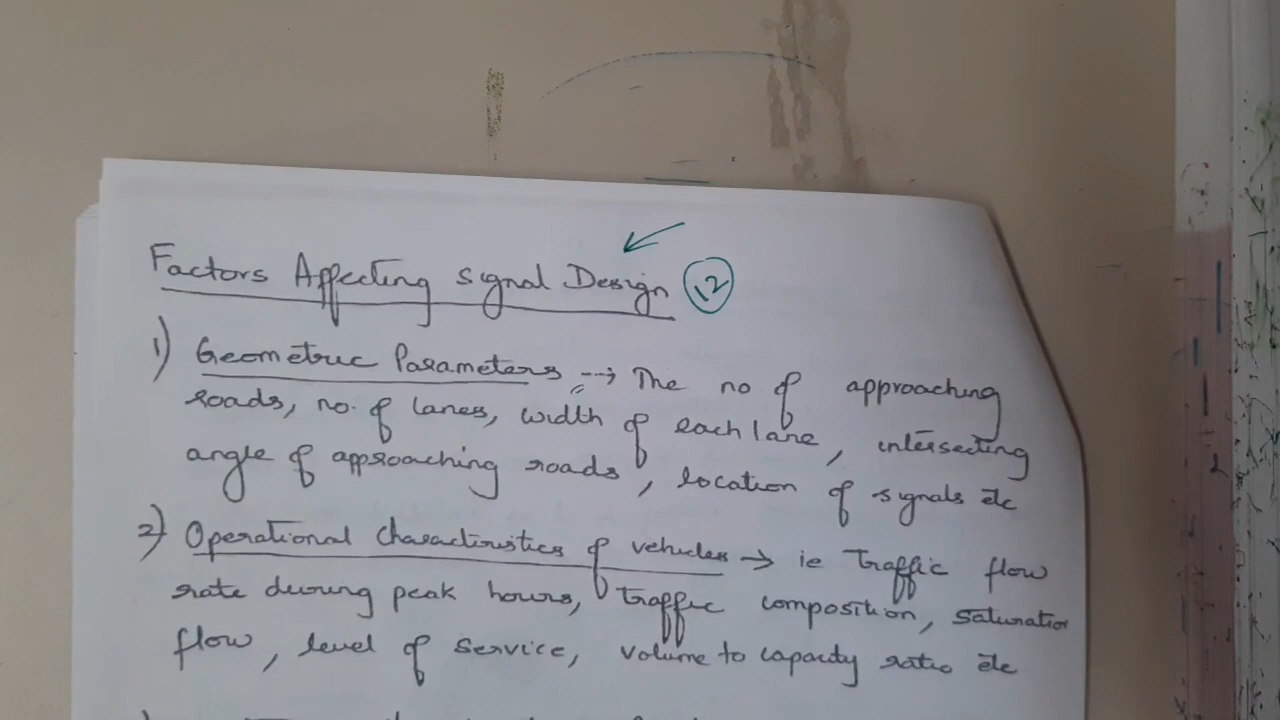 Factors Affecting Signal Design 12
1) Geometric Parameters --> The no of approaching
roads, no. of lanes, width of each lane, intersecting
angle of approaching roads, location of signals etc
2) Operational Characteristics of vehicles → ie Traffic flow
rate during peak hours, traffic composition, saturation
flow, level of service, volume to capacity ratio etc